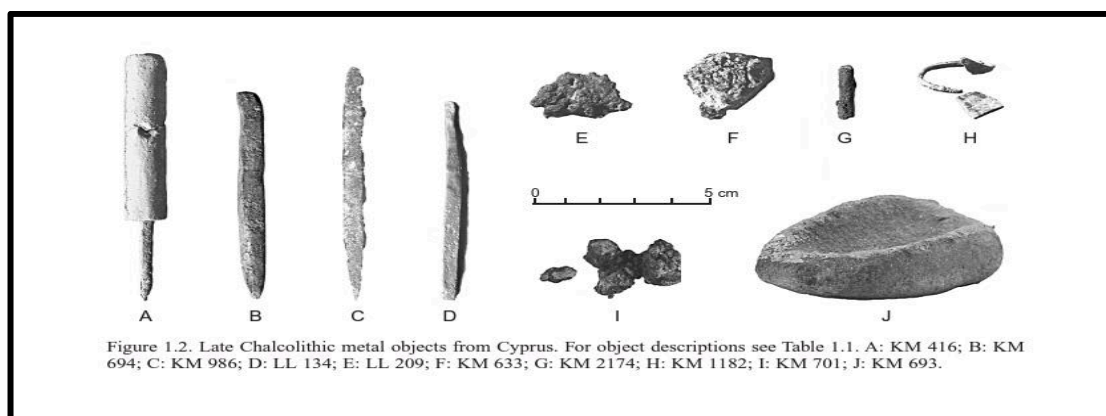 A
B
C
D
E
F
G
H
0 5 cm
I
J
Figure 1.2. Late Chalcolithic metal objects from Cyprus. For object descriptions see Table 1.1. A: KM 416; B: KM
694; C: KM 986; D: LL 134; E: LL 209; F: KM 633; G: KM 2174; H: KM 1182; I: KM 701; J: KM 693.